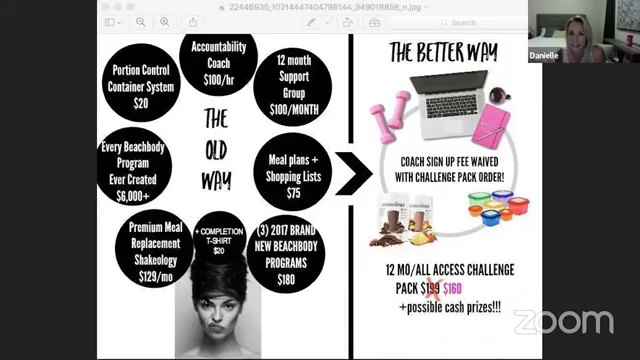 22446935_10214447404798144_349018858_n.jpg
Search
Danielle
Accountability
Coach
$100/hr
Portion Control
Container System
$20
12 month
Support
Group
$100/MONTH
THE
OLD
WAY
Every Beachbody
Program
Ever Created
$6,000+
Meal plans +
Shopping Lists
$75
Premium Meal
Replacement
Shakeology
$129/mo
+ COMPLETION
T-SHIRT
$20
(3) 2017 BRAND
NEW BEACHBODY
PROGRAMS
$180
THE BETTER WAY
COACH SIGN UP FEE WAIVED
WITH CHALLENGE PACK ORDER!
12 MO/ALL ACCESS CHALLENGE
PACK $199 $160
+possible cash prizes!!!
zoom